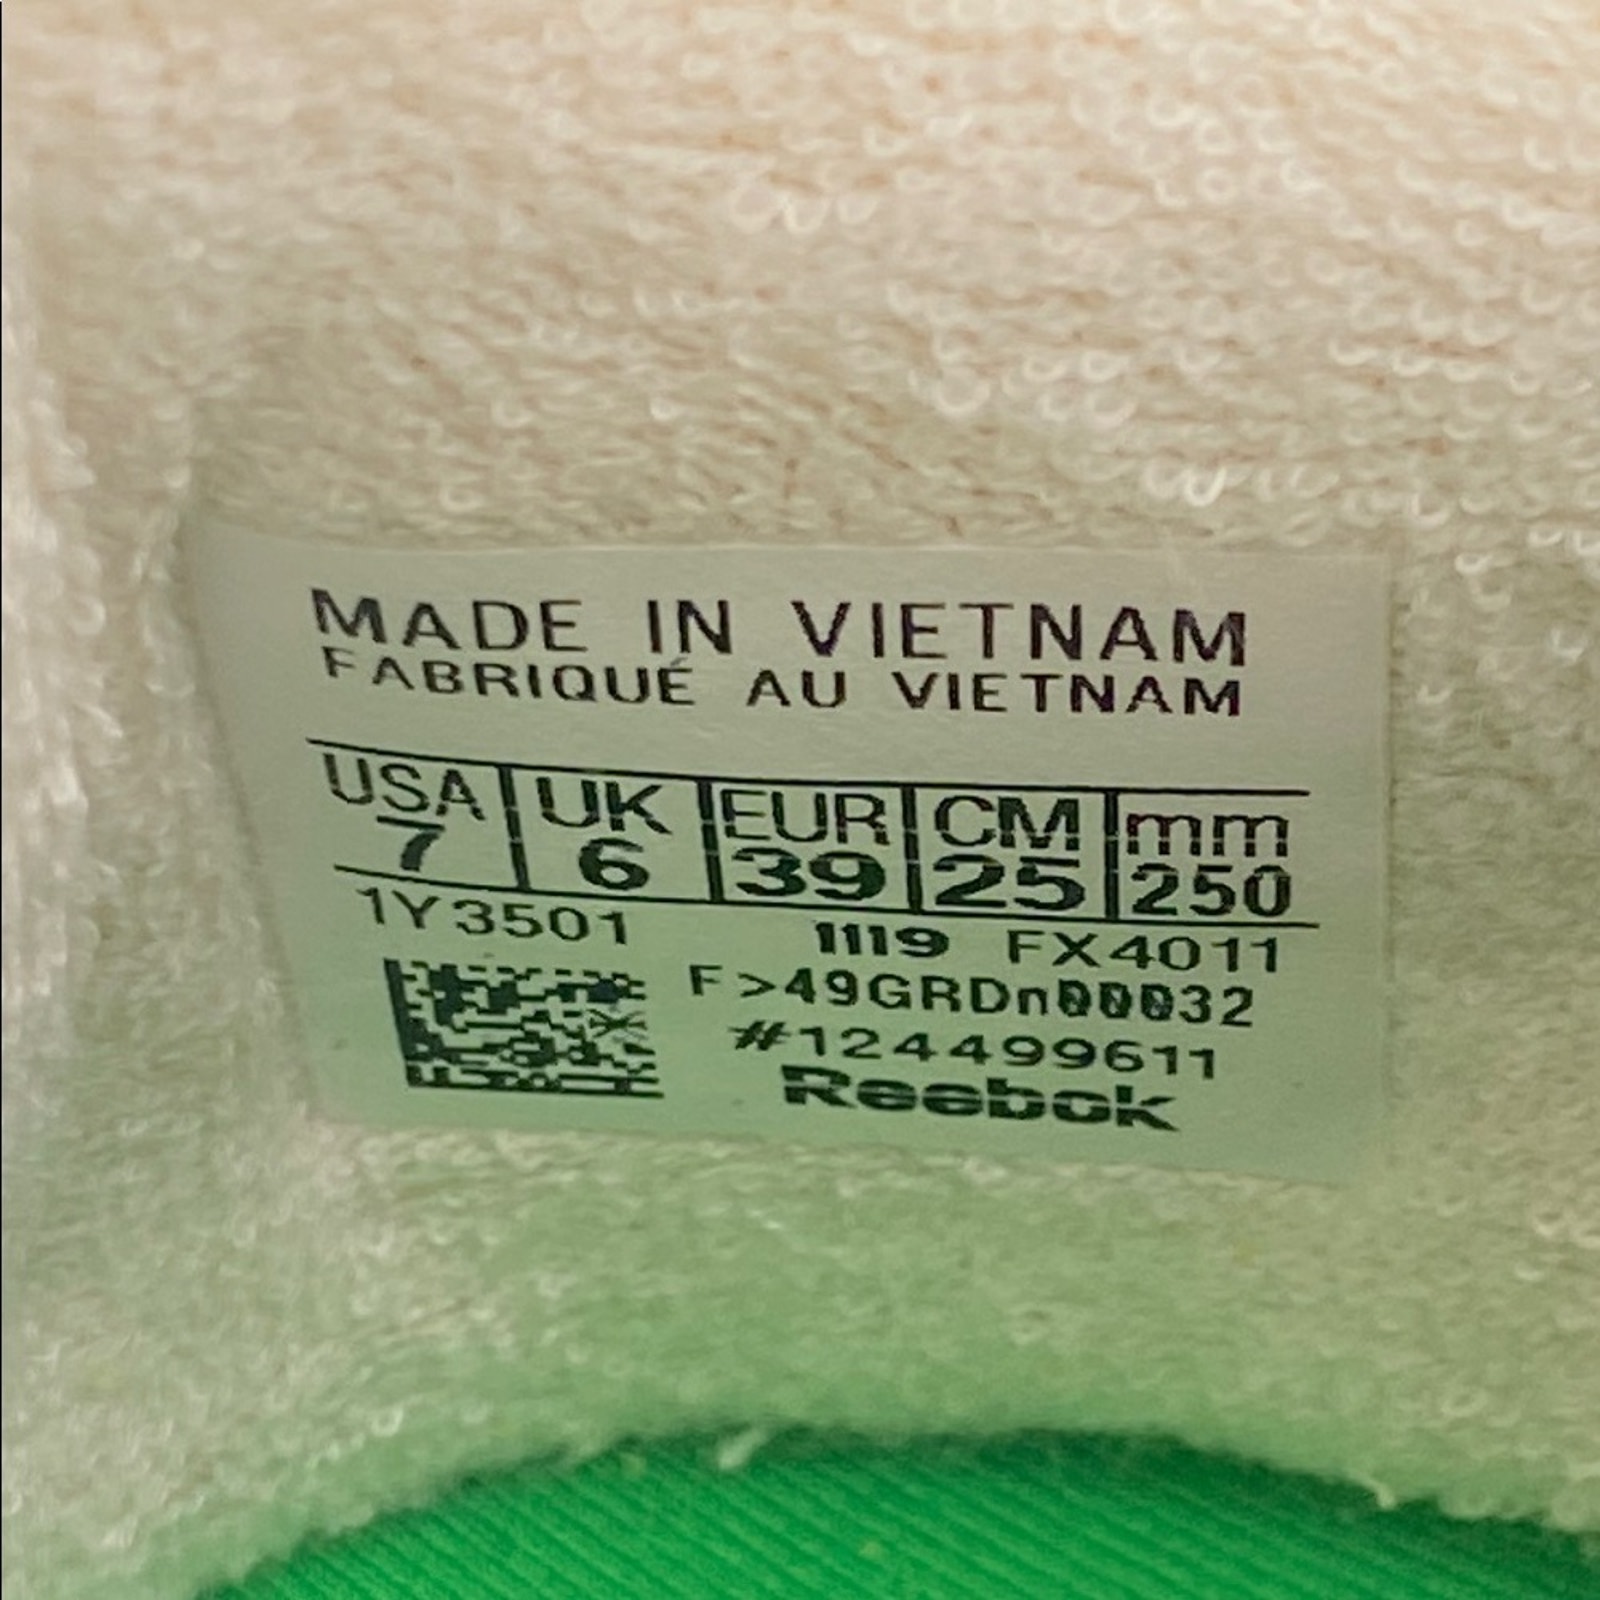 MADE IN VIETNAM
FABRIQUÉ AU VIETNAM
USA UK EUR CM mm
7 6 39 25 250
1Y3501 1119 FX4011
F>49GRDn000032
#124499611
Reebok